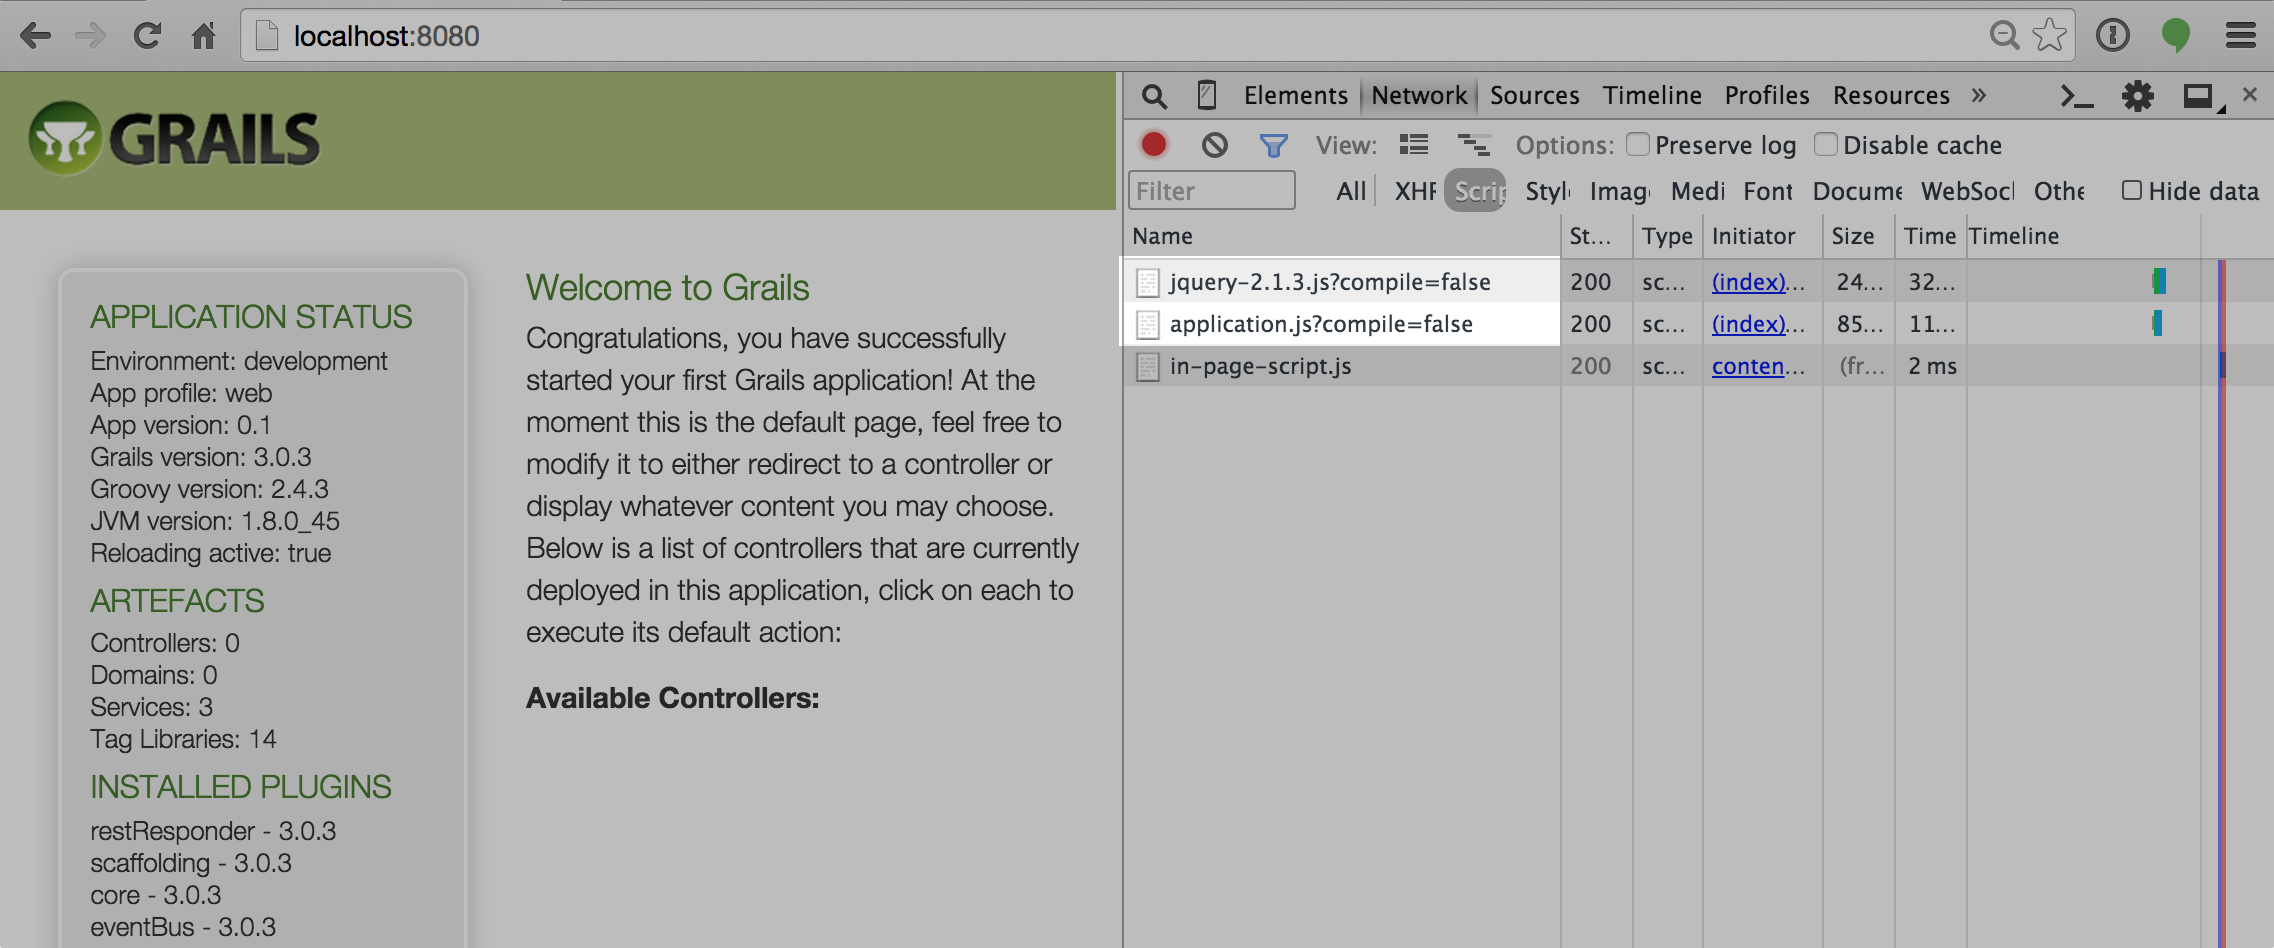 localhost:8080
GRAILS
APPLICATION STATUS
Environment: development
App profile: web
App version: 0.1
Grails version: 3.0.3
Groovy version: 2.4.3
JVM version: 1.8.0_45
Reloading active: true
ARTEFACTS
Controllers: 0
Domains: 0
Services: 3
Tag Libraries: 14
INSTALLED PLUGINS
restResponder - 3.0.3
scaffolding - 3.0.3
core - 3.0.3
eventBus - 3.0.3
Welcome to Grails
Congratulations, you have successfully
started your first Grails application! At the
moment this is the default page, feel free to
modify it to either redirect to a controller or
display whatever content you may choose.
Below is a list of controllers that are currently
deployed in this application, click on each to
execute its default action:
Available Controllers:
Elements Network Sources Timeline Profiles Resources »
View: Options: Preserve log Disable cache
Filter All XHR Scrip Style Imag Medi Font Docume WebSoc Othe Hide data
Name St... Type Initiator Size Time Timeline
jquery-2.1.3.js?compile=false 200 sc... (index)... 24... 32...
application.js?compile=false 200 sc... (index)... 85... 11...
in-page-script.js 200 sc... conten... (fr... 2 ms